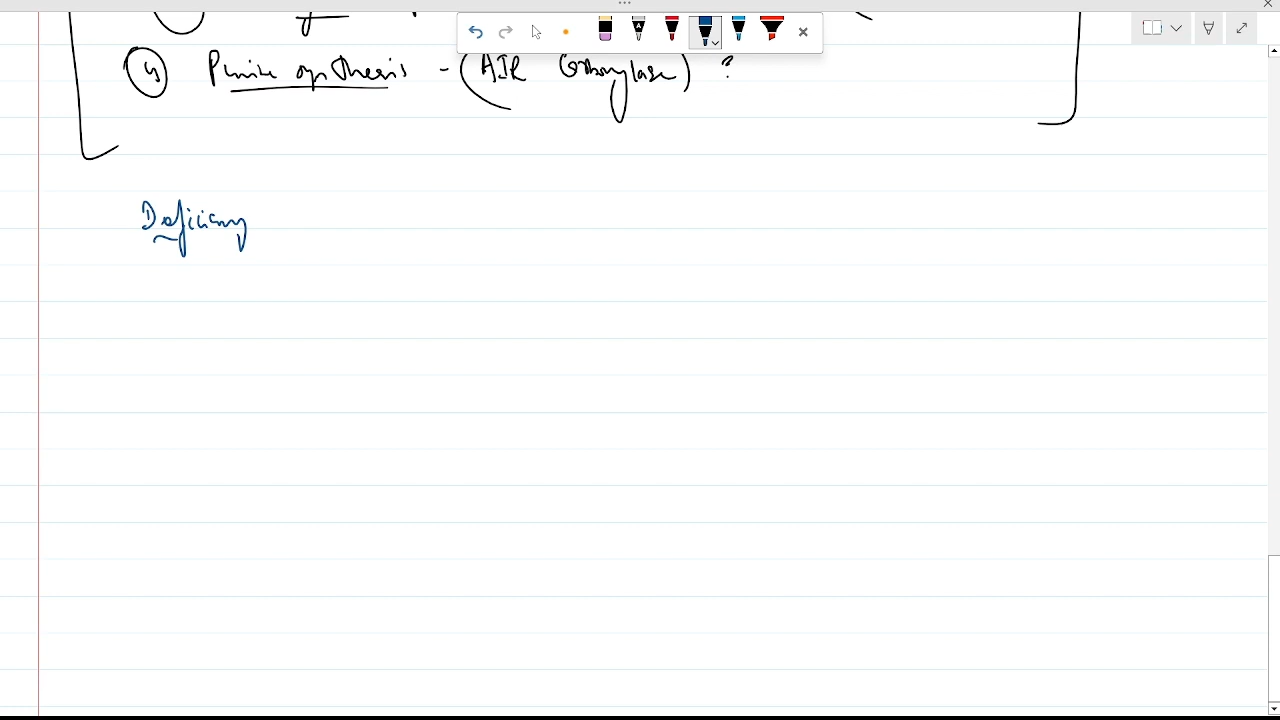 4) Purine synthesis - (AIR Carboxylase) ?
Deficiency